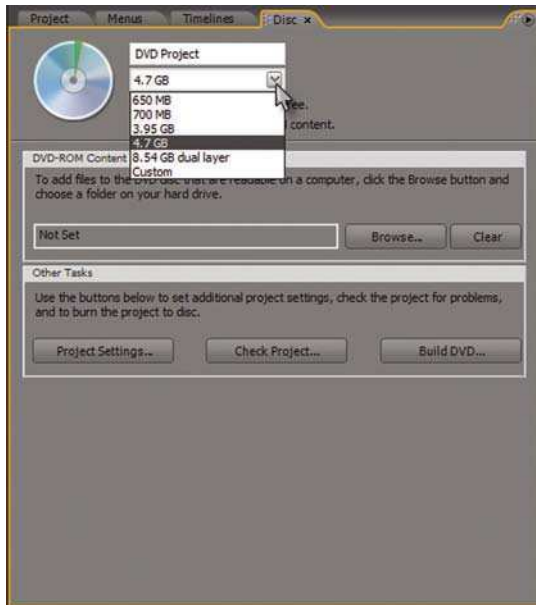 Project Menus Timelines Disc
DVD Project
4.7 GB
650 MB
700 MB
3.95 GB
4.7 GB
8.54 GB dual layer
Custom
content.
DVD-ROM Content
To add files to the DVD disc that are readable on a computer, click the Browse button and
choose a folder on your hard drive.
Not Set Browse... Clear
Other Tasks
Use the buttons below to set additional project settings, check the project for problems,
and to burn the project to disc.
Project Settings... Check Project... Build DVD...